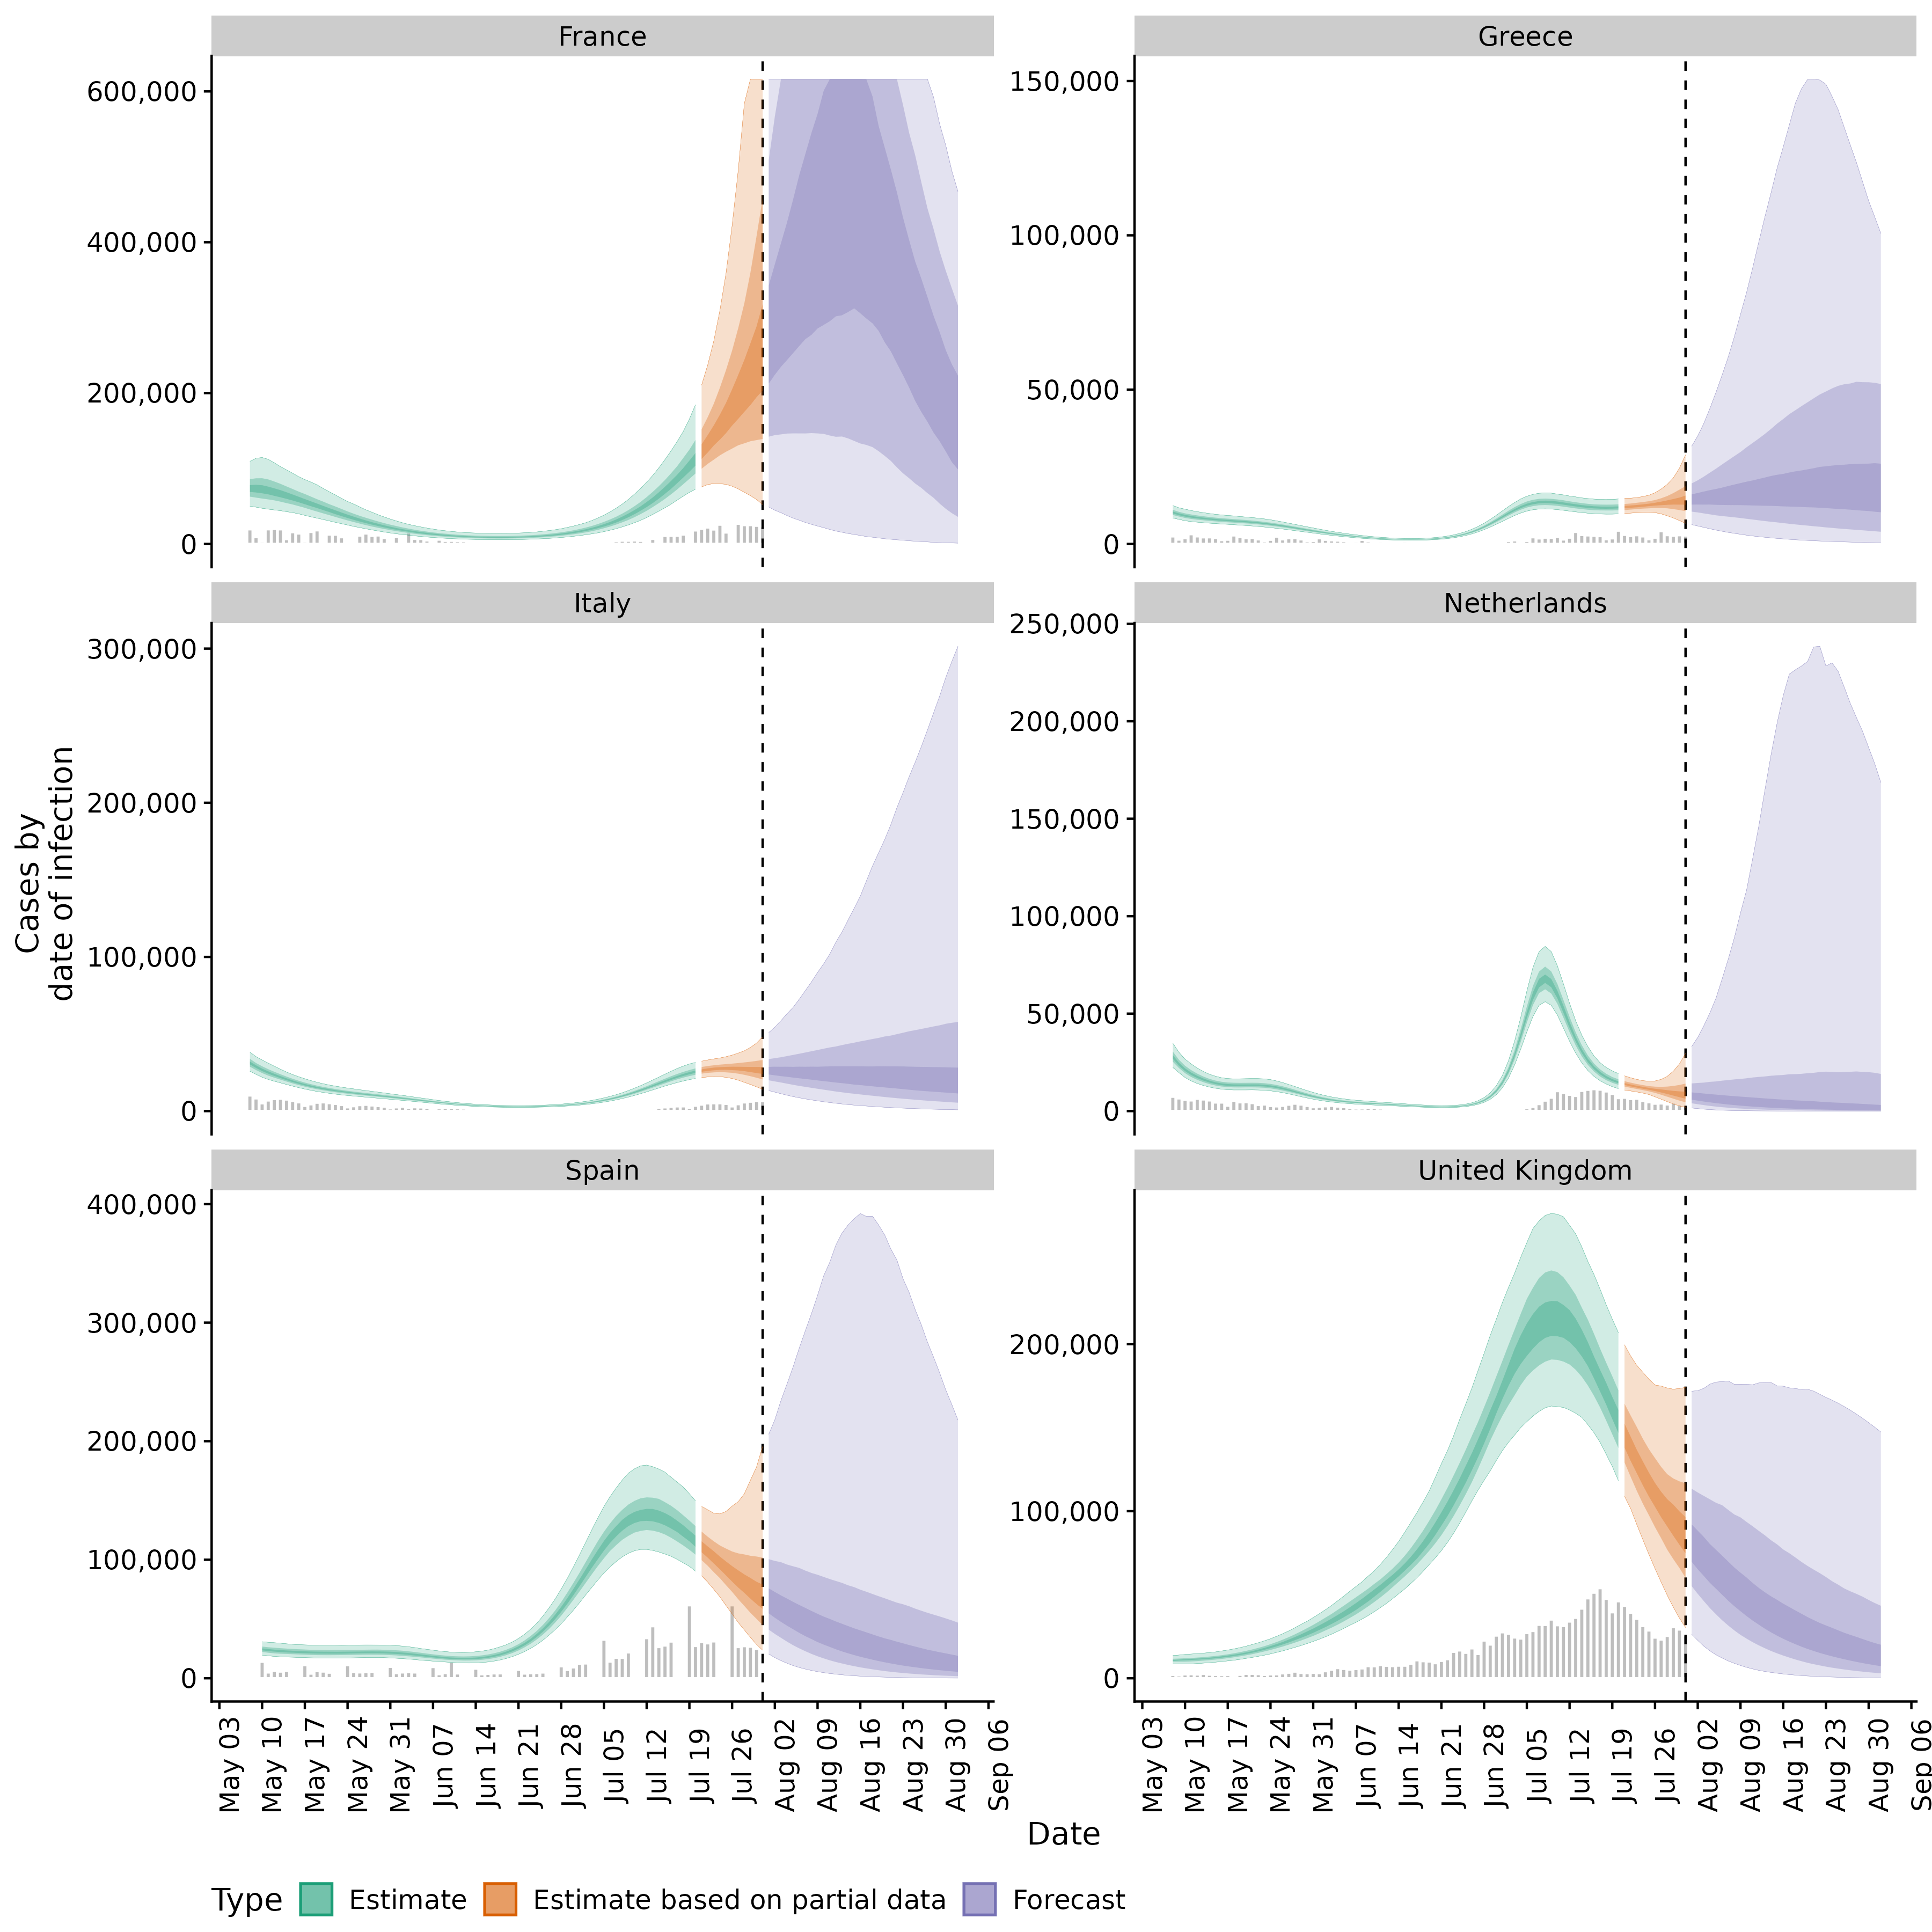 France
Greece
600,000
400,000
200,000
0
150,000
100,000
50,000
0
Italy
Netherlands
300,000
200,000
100,000
0
250,000
200,000
150,000
100,000
50,000
0
Spain
United Kingdom
400,000
300,000
200,000
100,000
0
200,000
100,000
0
Cases by
date of infection
May 03
May 10
May 17
May 24
May 31
Jun 07
Jun 14
Jun 21
Jun 28
Jul 05
Jul 12
Jul 19
Jul 26
Aug 02
Aug 09
Aug 16
Aug 23
Aug 30
Sep 06
May 03
May 10
May 17
May 24
May 31
Jun 07
Jun 14
Jun 21
Jun 28
Jul 05
Jul 12
Jul 19
Jul 26
Aug 02
Aug 09
Aug 16
Aug 23
Aug 30
Sep 06
Date
Type Estimate Estimate based on partial data Forecast